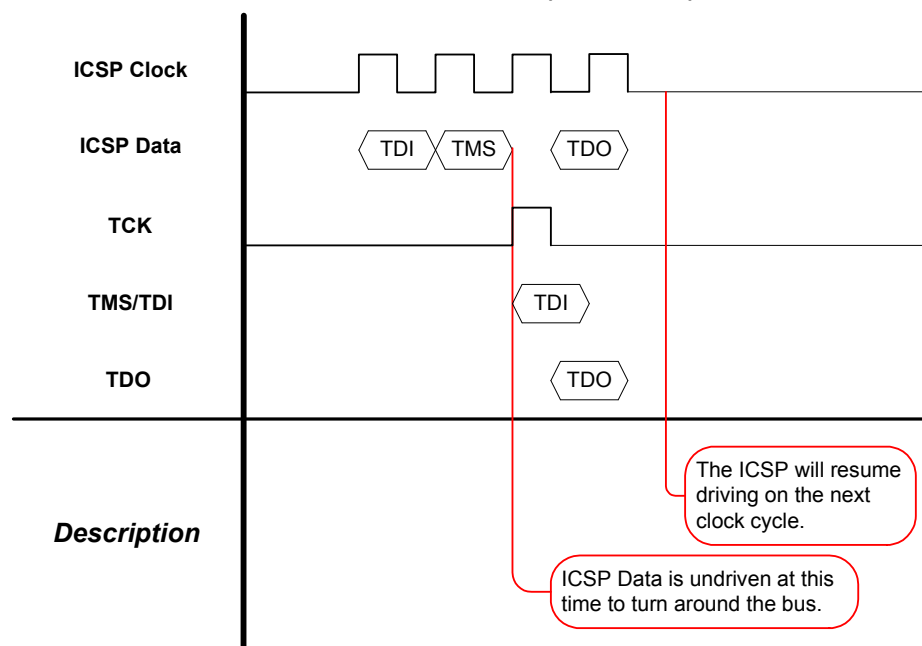 ICSP Clock
ICSP Data
TDI
TMS
TDO
TCK
TMS/TDI
TDI
TDO
TDO
Description
The ICSP will resume
driving on the next
clock cycle.
ICSP Data is undriven at this
time to turn around the bus.